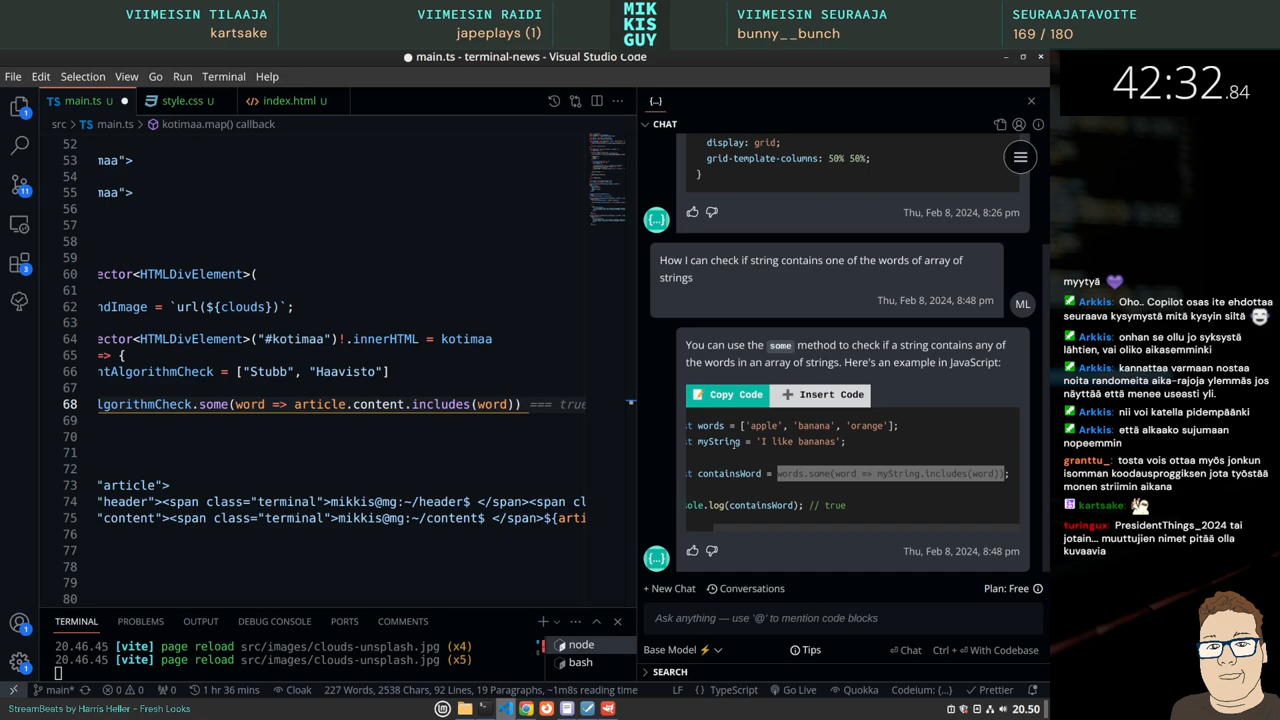 VIIMEISIN TILAAJA
kartsake
VIIMEISIN RAIDI
japeplays (1)
MIK
KIS
GUY
VIIMEISIN SEURAAJA
bunny__bunch
SEURAAJATAVOITE
169 / 180
main.ts - terminal-news - Visual Studio Code
File Edit Selection View Go Run Terminal Help
TS main.ts U
style.css U
index.html U
src > TS main.ts > kotimaa.map() callback
52
53 maa">
54
55 maa">
56
57
58
59
60 ector<HTMLDivElement>(
61
62 ndImage = `url(${clouds})`;
63
64 ector<HTMLDivElement>("#kotimaa")!.innerHTML = kotimaa
65 => {
66 ntAlgorithmCheck = ["Stubb", "Haavisto"]
67
68 lgorithmCheck.some(word => article.content.includes(word)) === true
69
70
71
72
73 "article">
74 "header"><span class="terminal">mikkis@mg:~/header$ </span><span cl
75 "content"><span class="terminal">mikkis@mg:~/content$ </span>${arti
76
77
78
79
80
TERMINAL PROBLEMS OUTPUT DEBUG CONSOLE PORTS COMMENTS
20.46.45 [vite] page reload src/images/clouds-unsplash.jpg (x4)
20.46.45 [vite] page reload src/images/clouds-unsplash.jpg (x5)
node
bash
{...}
CHAT
display: grid;
grid-template-columns: 50% 50%;
}
{...}
Thu, Feb 8, 2024, 8:26 pm
How I can check if string contains one of the words of array of
strings
Thu, Feb 8, 2024, 8:48 pm
ML
You can use the some method to check if a string contains any of
the words in an array of strings. Here's an example in JavaScript:
Copy Code
Insert Code
st words = ['apple', 'banana', 'orange'];
st myString = 'I like bananas';
st containsWord = words.some(word => myString.includes(word));
sole.log(containsWord); // true
{...}
Thu, Feb 8, 2024, 8:48 pm
+ New Chat
Conversations
Plan: Free
Ask anything — use '@' to mention code blocks
Base Model
Tips
Chat
Ctrl + With Codebase
SEARCH
main*
0 0
0
1 hr 36 mins
Cloak
227 Words, 2538 Chars, 92 Lines, 19 Paragraphs, ~1m8s reading time
LF
{} TypeScript
Go Live
Quokka
Codeium: {...}
Prettier
StreamBeats by Harris Heller - Fresh Looks
20.50
42:32.84
myytyä
Arkkis: Oho.. Copilot osas ite ehdottaa
seuraava kysymystä mitä kysyin siltä
Arkkis: onhan se ollu jo syksystä
lähtien, vai oliko aikasemminki
Arkkis: kannattaa varmaan nostaa
noita randomeita aika-rajoja ylemmäs jos
näyttää että menee useasti yli.
Arkkis: nii voi katella pidempäänki
Arkkis: että alkaako sujumaan
nopeemmin
granttu_: tosta vois ottaa myös jonkun
isomman koodausproggiksen jota työstää
monen striimin aikana
kartsake:
turingux: PresidentThings_2024 tai
jotain... muuttujien nimet pitää olla
kuvaavia